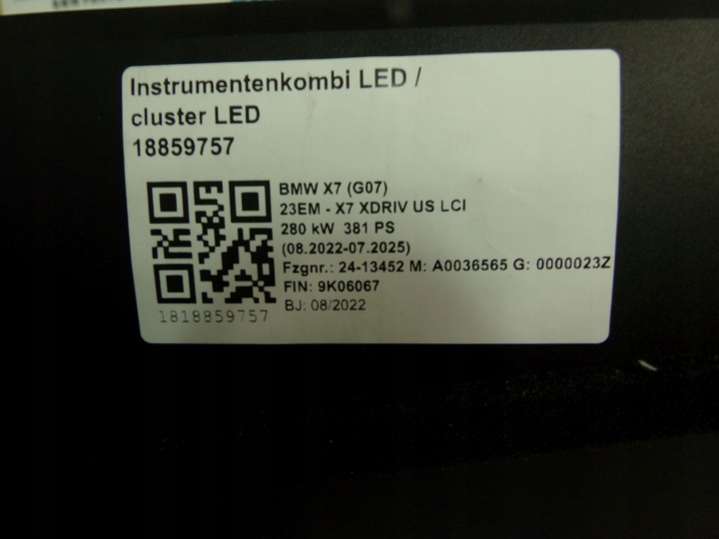 Instrumentenkombi LED /
cluster LED
18859757
BMW X7 (G07)
23EM - X7 XDRIV US LCI
280 kW 381 PS
(08.2022-07.2025)
Fzgnr.: 24-13452 M: A0036565 G: 0000023Z
FIN: 9K06067
BJ: 08/2022
1818859757